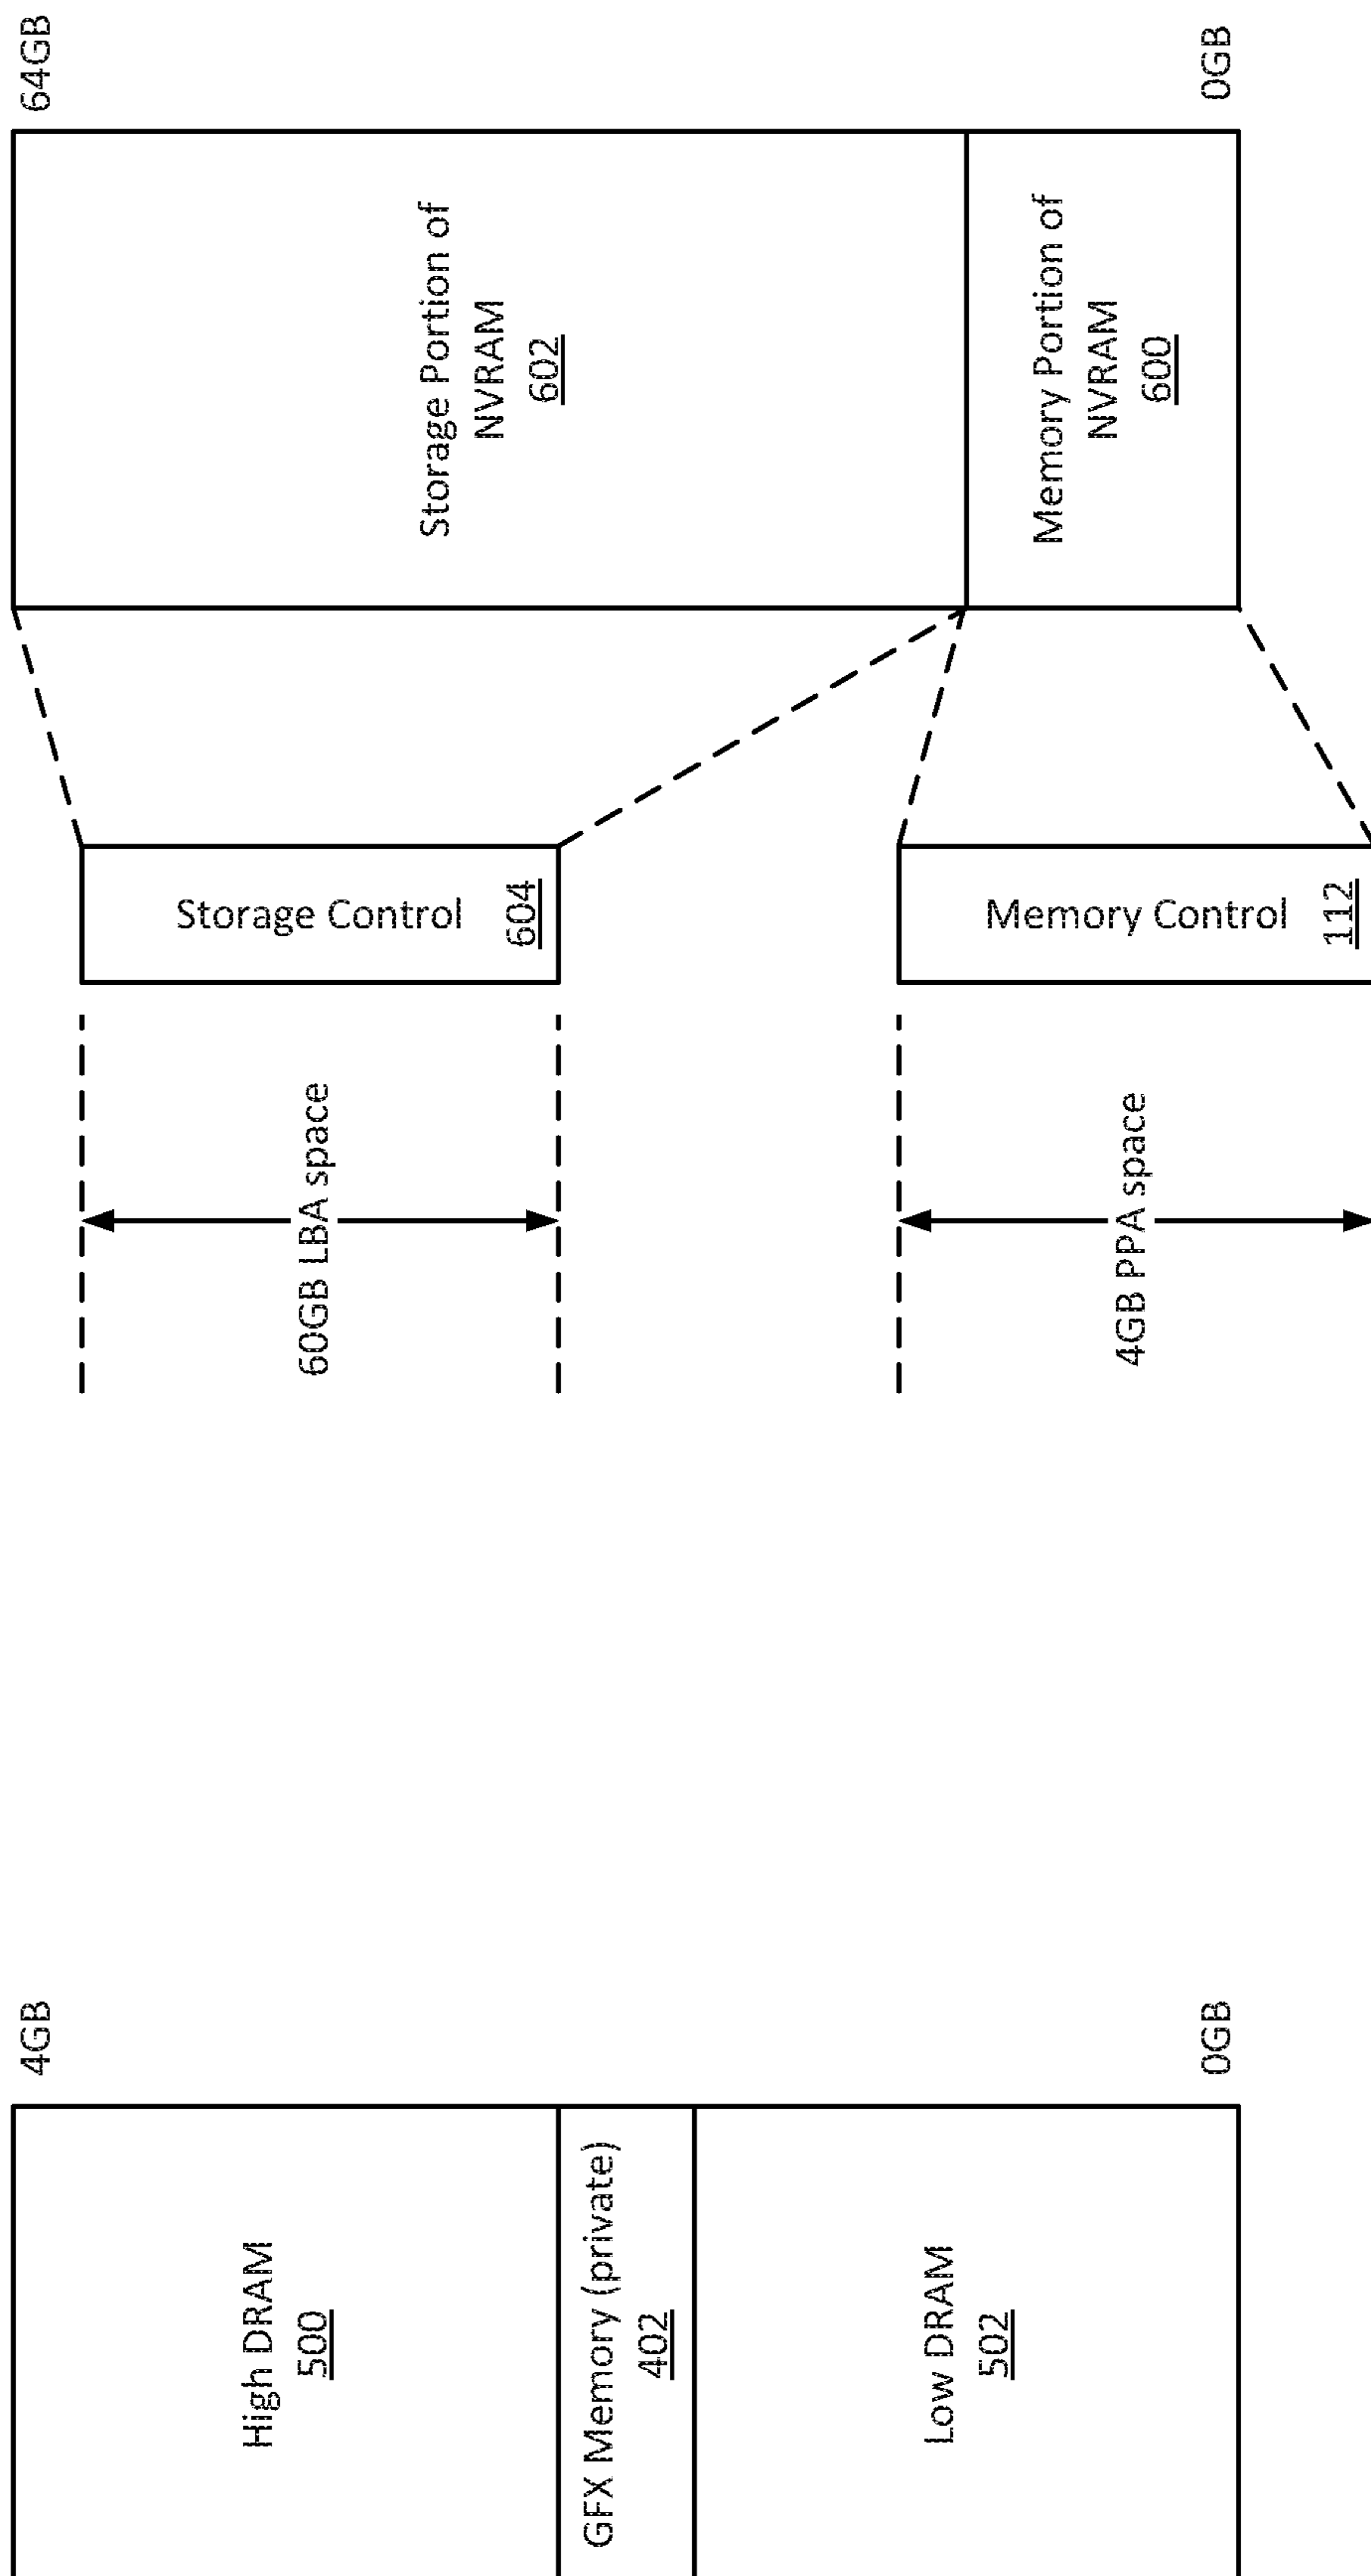 4GB
High DRAM
500
GFX Memory (private)
402
Low DRAM
502
0GB
60GB LBA space
Storage Control
604
4GB PPA space
Memory Control
112
64GB
Storage Portion of
NVRAM
602
Memory Portion of
NVRAM
600
0GB